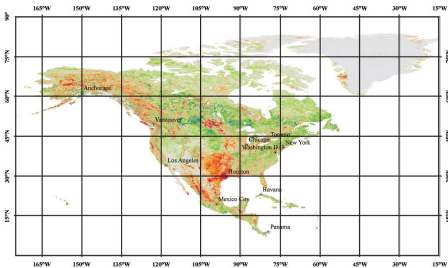 90°
75°
Anchorage
60°
Vancouver
Toronto
Chicago
New York
45°
Washington D.C.
Los Angeles
Houston
30°
Havana
Mexico City
15°
Panama
165°W 150°W 135°W 120°W 105°W 90°W 75°W 60°W 45°W 30°W 15°W